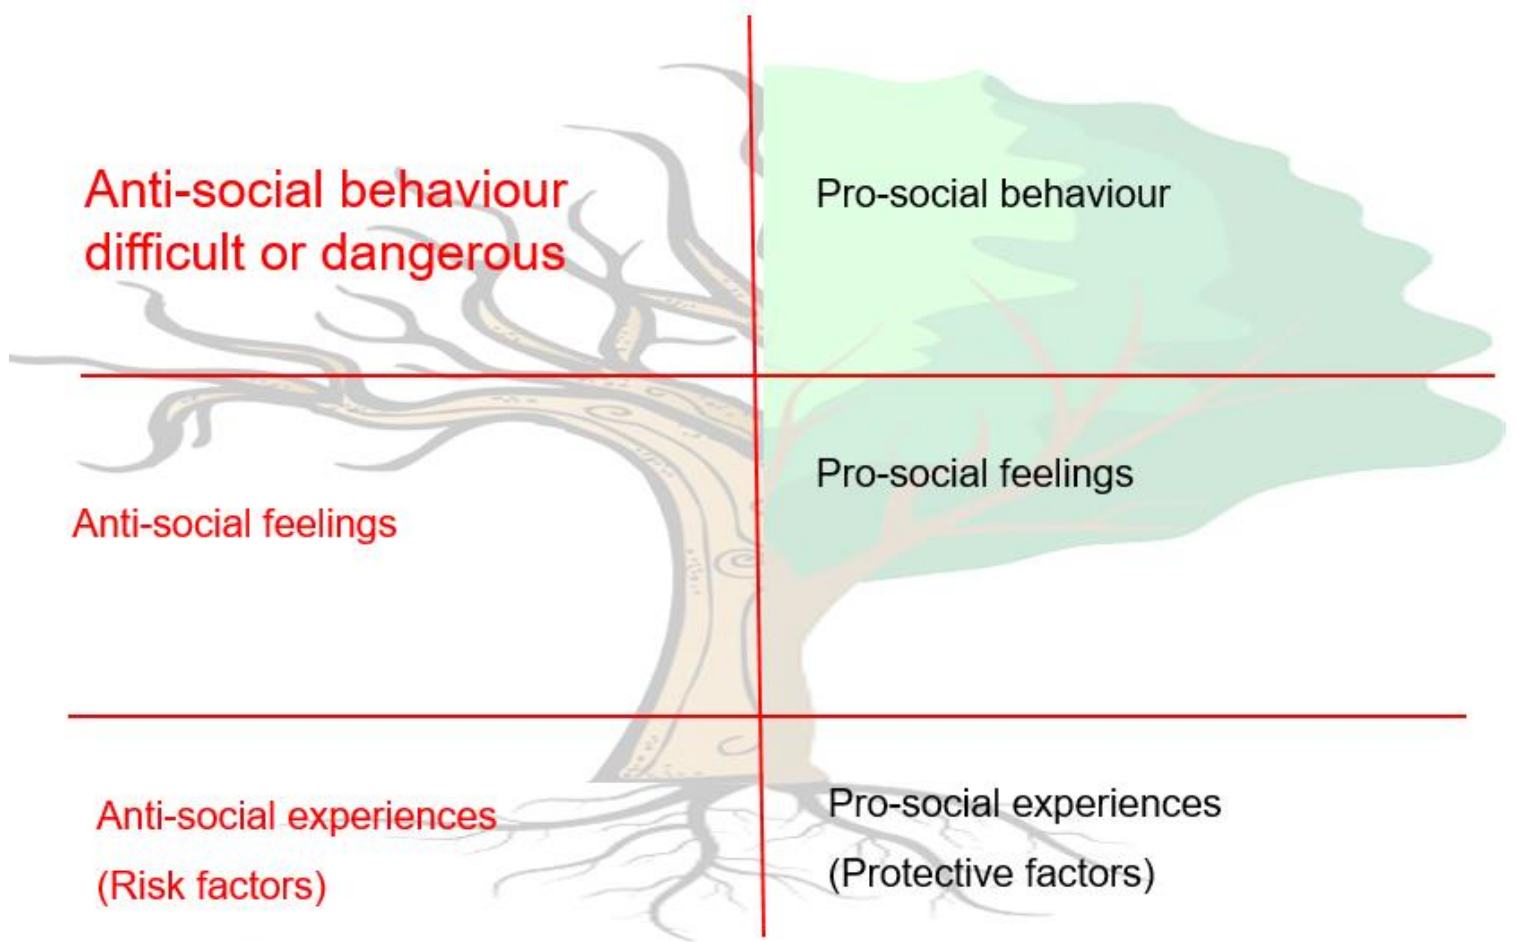 Anti-social behaviour
difficult or dangerous
Pro-social behaviour
Anti-social feelings
Pro-social feelings
Anti-social experiences
(Risk factors)
Pro-social experiences
(Protective factors)